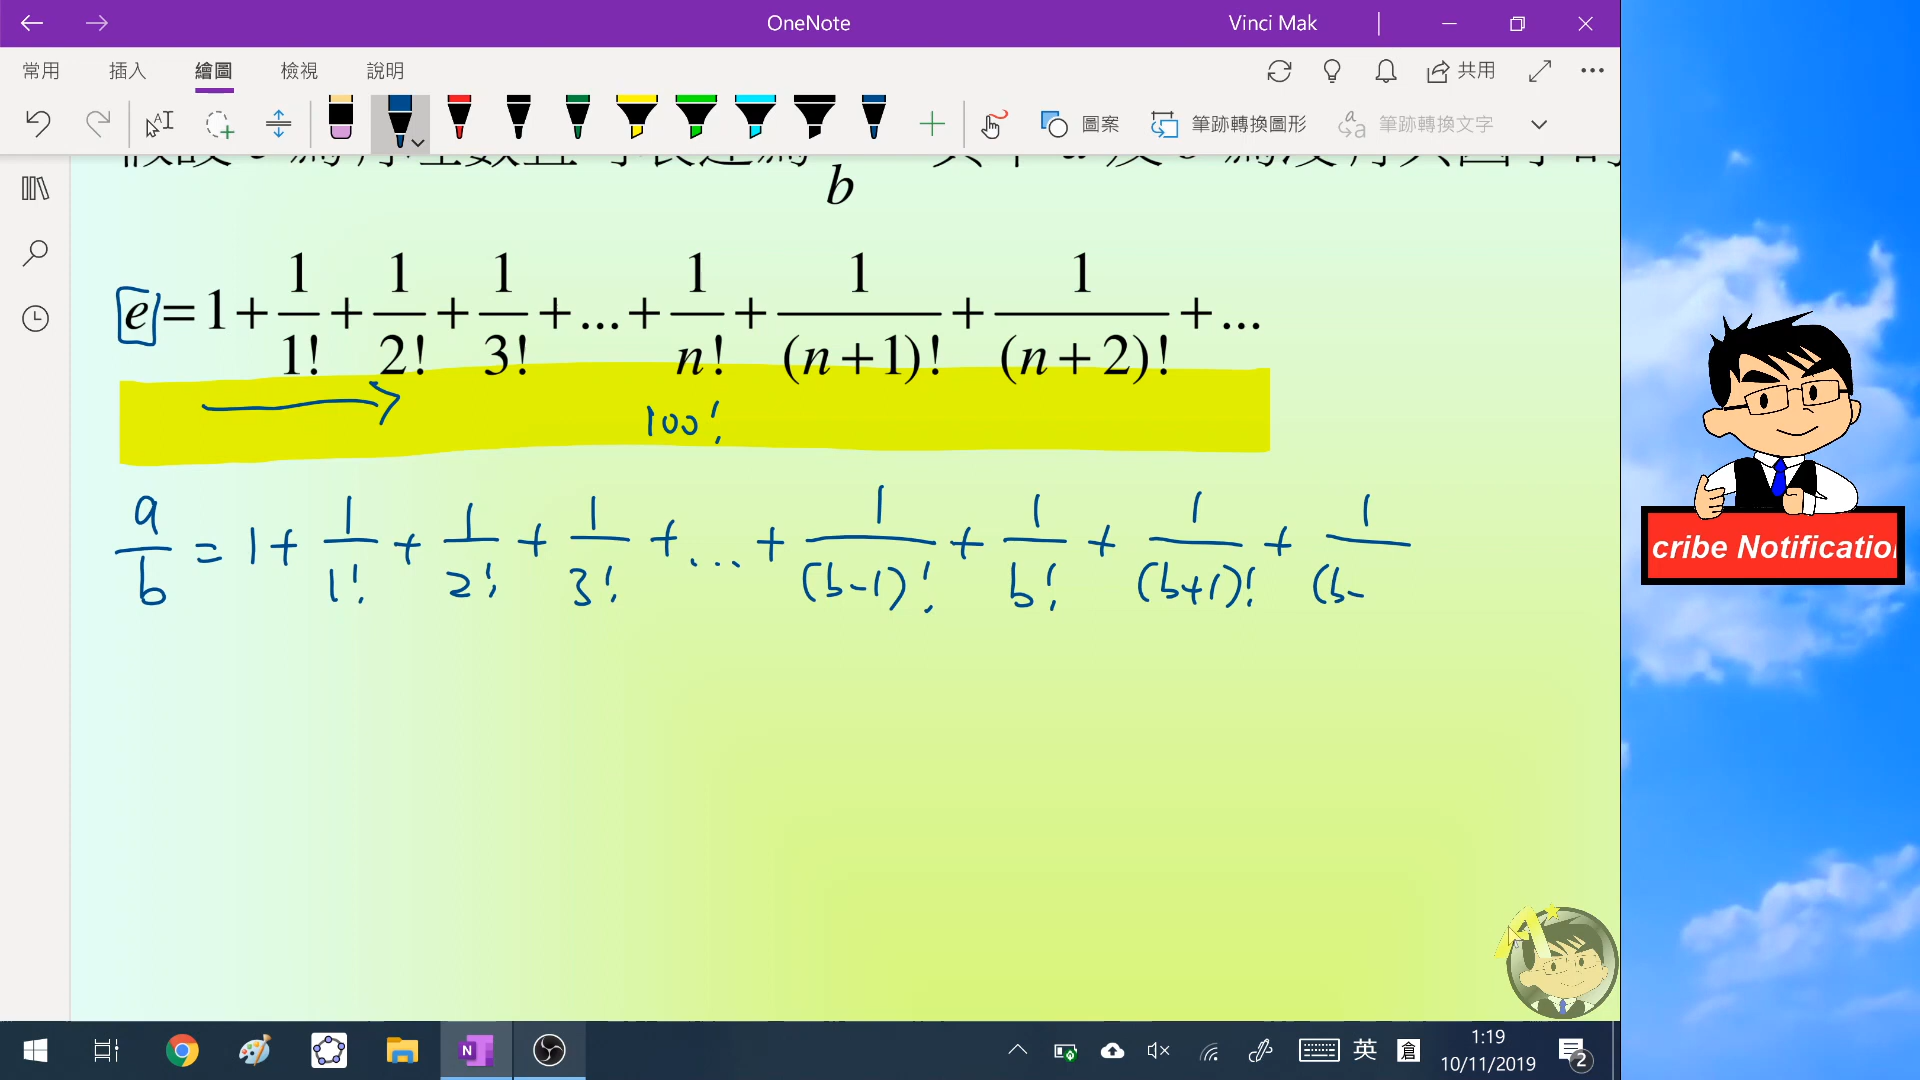 OneNote
Vinci Mak
常用 插入 繪圖 檢視 說明 共用
圖案 筆跡轉換圖形 筆跡轉換文字
b
e = 1 + 1/1! + 1/2! + 1/3! + ... + 1/n! + 1/(n+1)! + 1/(n+2)! + ...
100!
a/b = 1 + 1/1! + 1/2! + 1/3! + ... + 1/(b-1)! + 1/b! + 1/(b+1)! + 1/(b-
cribe Notificatio
英 倉
1:19
10/11/2019
2